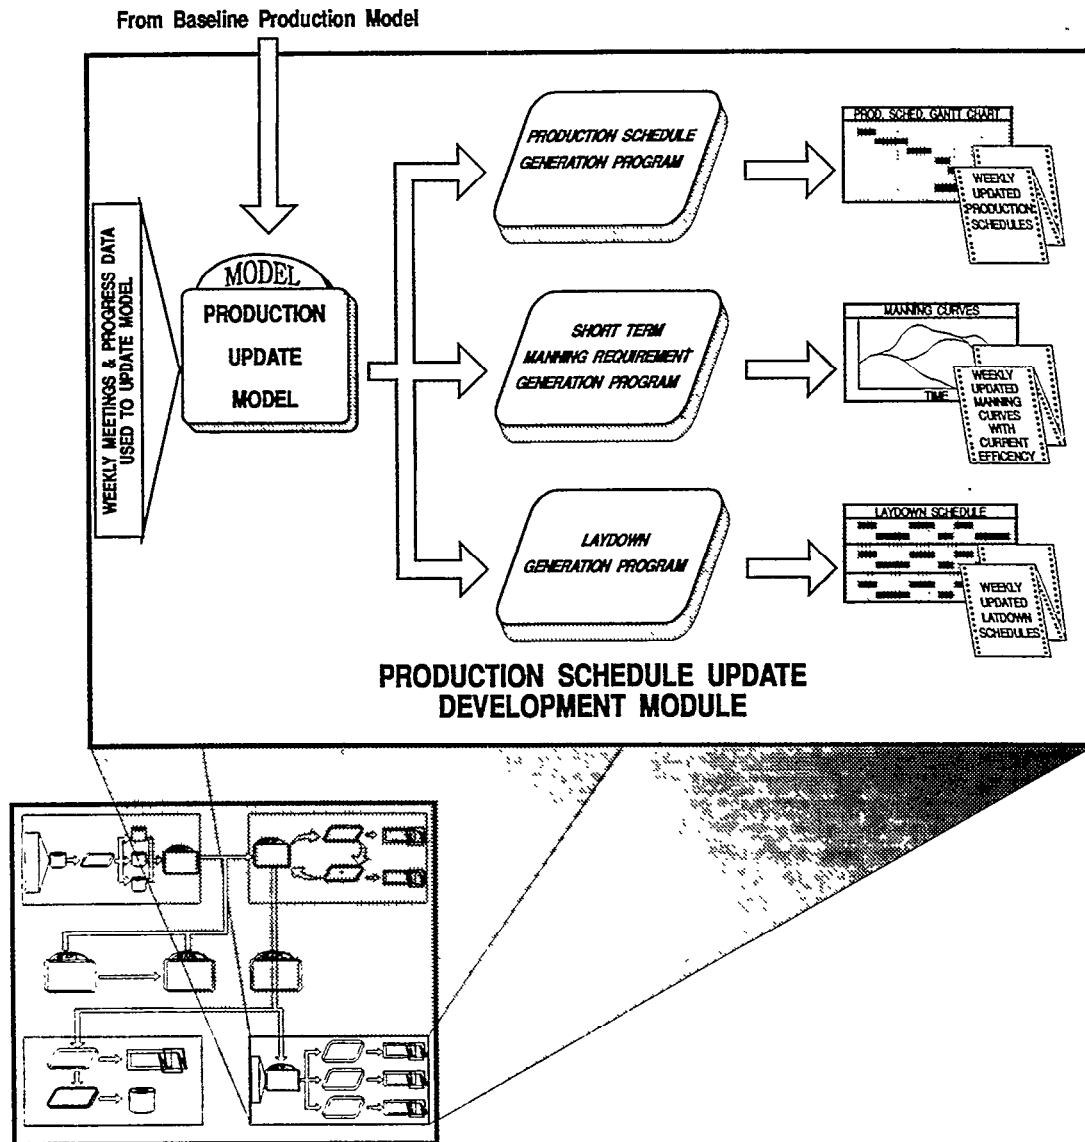 From Baseline Production Model
WEEKLY MEETINGS & PROGRESS DATA
USED TO UPDATE MODEL
MODEL
PRODUCTION
UPDATE
MODEL
PRODUCTION SCHEDULE
GENERATION PROGRAM
PROD. SCHED. GANTT CHART
WEEKLY
UPDATED
PRODUCTION
SCHEDULES
SHORT TERM
MANNING REQUIREMENT
GENERATION PROGRAM
MANNING CURVES
TIME
WEEKLY
UPDATED
MANNING
CURVES
WITH
CURRENT
EFFICENCY
LAYDOWN
GENERATION PROGRAM
LAYDOWN SCHEDULE
WEEKLY
UPDATED
LATDOWN
SCHEDULES
PRODUCTION SCHEDULE UPDATE
DEVELOPMENT MODULE